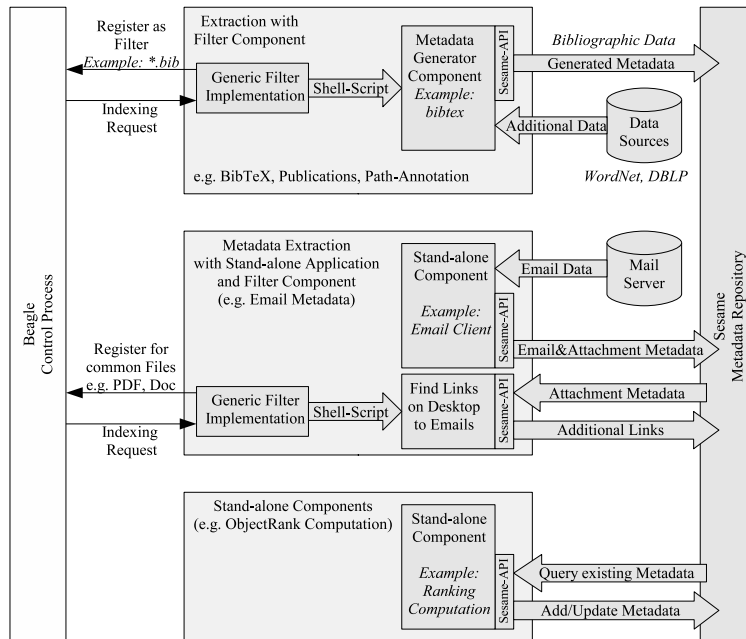 Beagle
Control Process
Register as
Filter
Example: *.bib
Indexing
Request
Extraction with
Filter Component
Generic Filter
Implementation
Shell-Script
Metadata
Generator
Component
Example:
bibtex
Sesame-API
Bibliographic Data
Generated Metadata
Additional Data
Data
Sources
WordNet, DBLP
e.g. BibTeX, Publications, Path-Annotation
Metadata Extraction
with Stand-alone Application
and Filter Component
(e.g. Email Metadata)
Stand-alone
Component
Example:
Email Client
Sesame-API
Email Data
Mail
Server
Email&Attachment Metadata
Register for
common Files
e.g. PDF, Doc
Indexing
Request
Generic Filter
Implementation
Shell-Script
Find Links
on Desktop
to Emails
Sesame-API
Attachment Metadata
Additional Links
Stand-alone Components
(e.g. ObjectRank Computation)
Stand-alone
Component
Example:
Ranking
Computation
Sesame-API
Query existing Metadata
Add/Update Metadata
Sesame
Metadata Repository